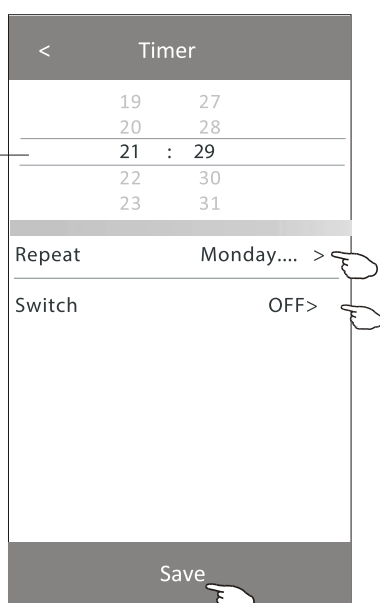 < Timer
19 27
20 28
21 : 29
22 30
23 31
Repeat Monday.... >
Switch OFF>
Save